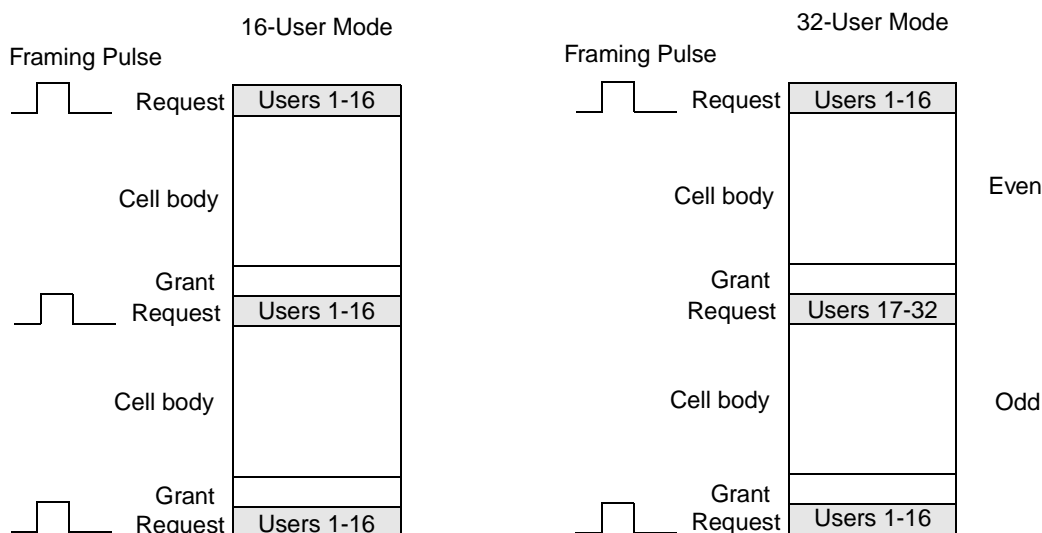 16-User Mode
Framing Pulse
Request
Users 1-16
Cell body
Grant
Request
Users 1-16
Cell body
Grant
Request
Users 1-16
32-User Mode
Framing Pulse
Request
Users 1-16
Cell body
Even
Grant
Request
Users 17-32
Cell body
Odd
Grant
Request
Users 1-16